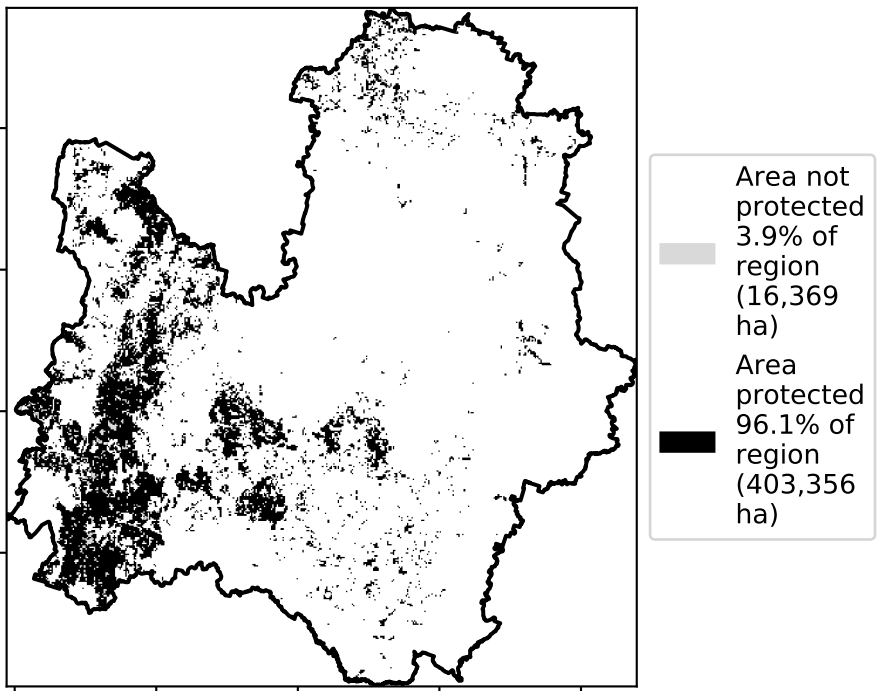 Area not
protected
3.9% of
region
(16,369
ha)
Area
protected
96.1% of
region
(403,356
ha)